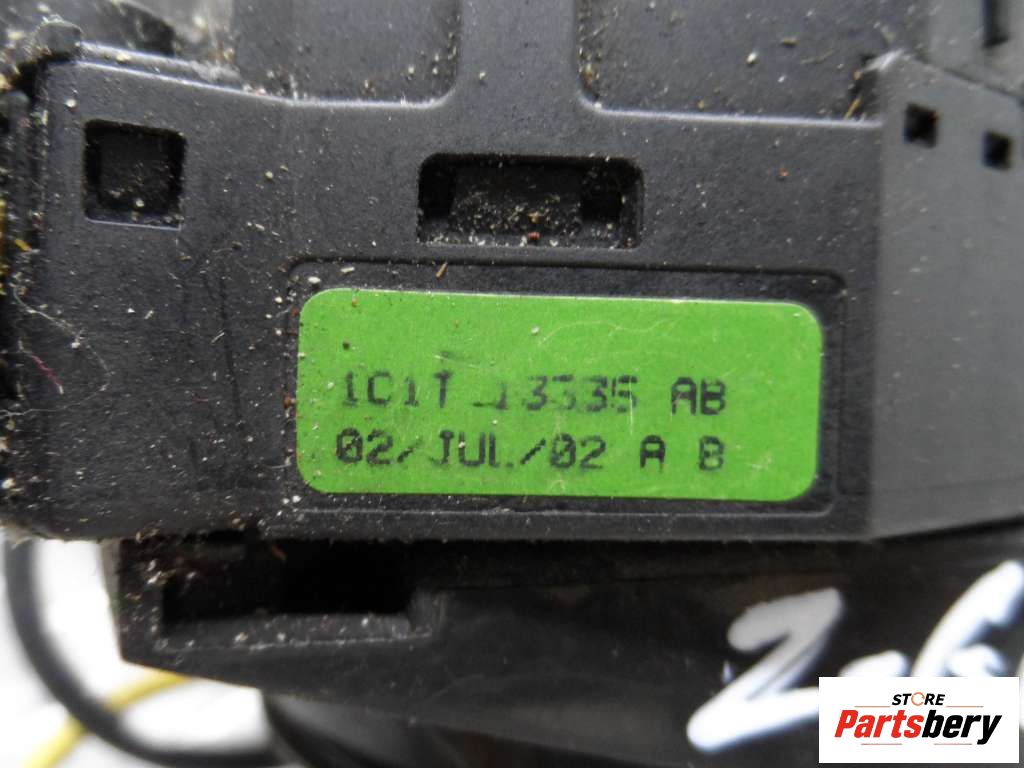 1C1T 13335 AB
02/JUL/02 A B
STORE
Partsbery